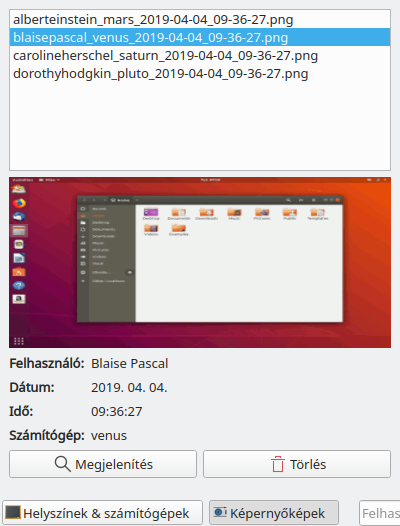 alberteinstein_mars_2019-04-04_09-36-27.png
blaisepascal_venus_2019-04-04_09-36-27.png
carolineherschel_saturn_2019-04-04_09-36-27.png
dorothyhodgkin_pluto_2019-04-04_09-36-27.png
Felhasználó: Blaise Pascal
Dátum: 2019. 04. 04.
Idő: 09:36:27
Számítógép: venus
Megjelenítés Törlés
Helyszínek & számítógépek Képernyőképek Felhas